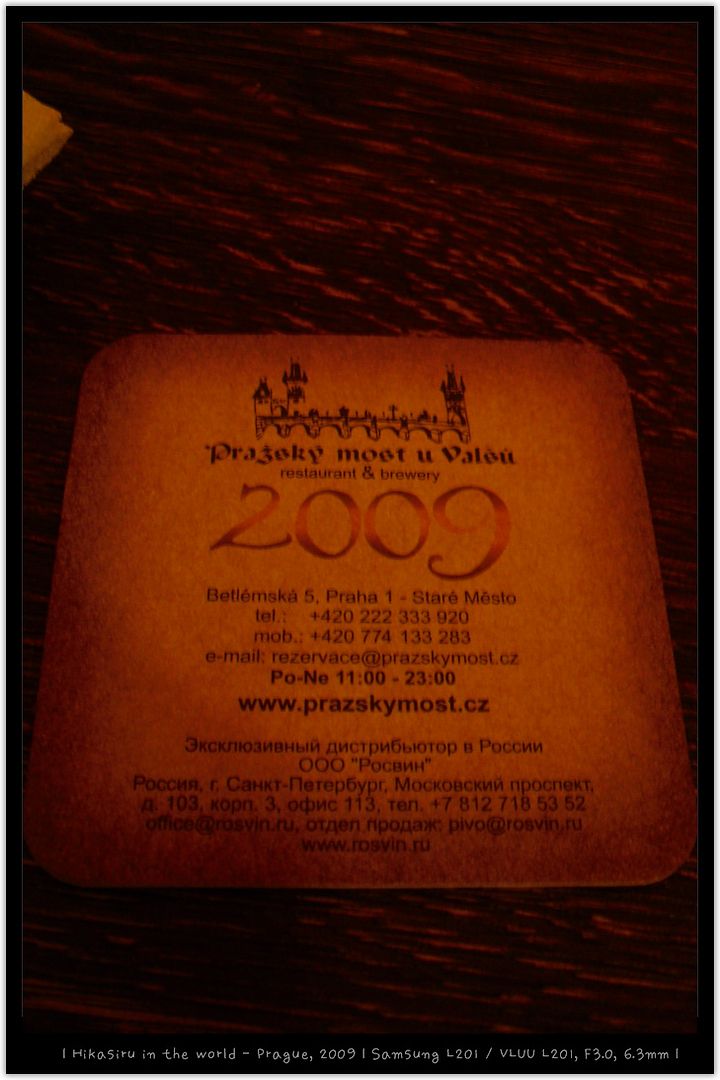 Pražský most u Valšů
restaurant & brewery
2009
Betlémská 5, Praha 1 - Staré Město
tel.: +420 222 333 920
mob.: +420 774 133 283
e-mail: rezervace@prazskymost.cz
Po-Ne 11:00 - 23:00
www.prazskymost.cz
Эксклюзивный дистрибьютор в России
ООО "Росвин"
Россия, г. Санкт-Петербург, Московский проспект,
д. 103, корп. 3, офис 113, тел. +7 812 718 53 52
office@rosvin.ru, отдел продаж: pivo@rosvin.ru
www.rosvin.ru
| Hikasiru in the world - Prague, 2009 | Samsung L201 / VLUU L201, F3.0, 6.3mm |